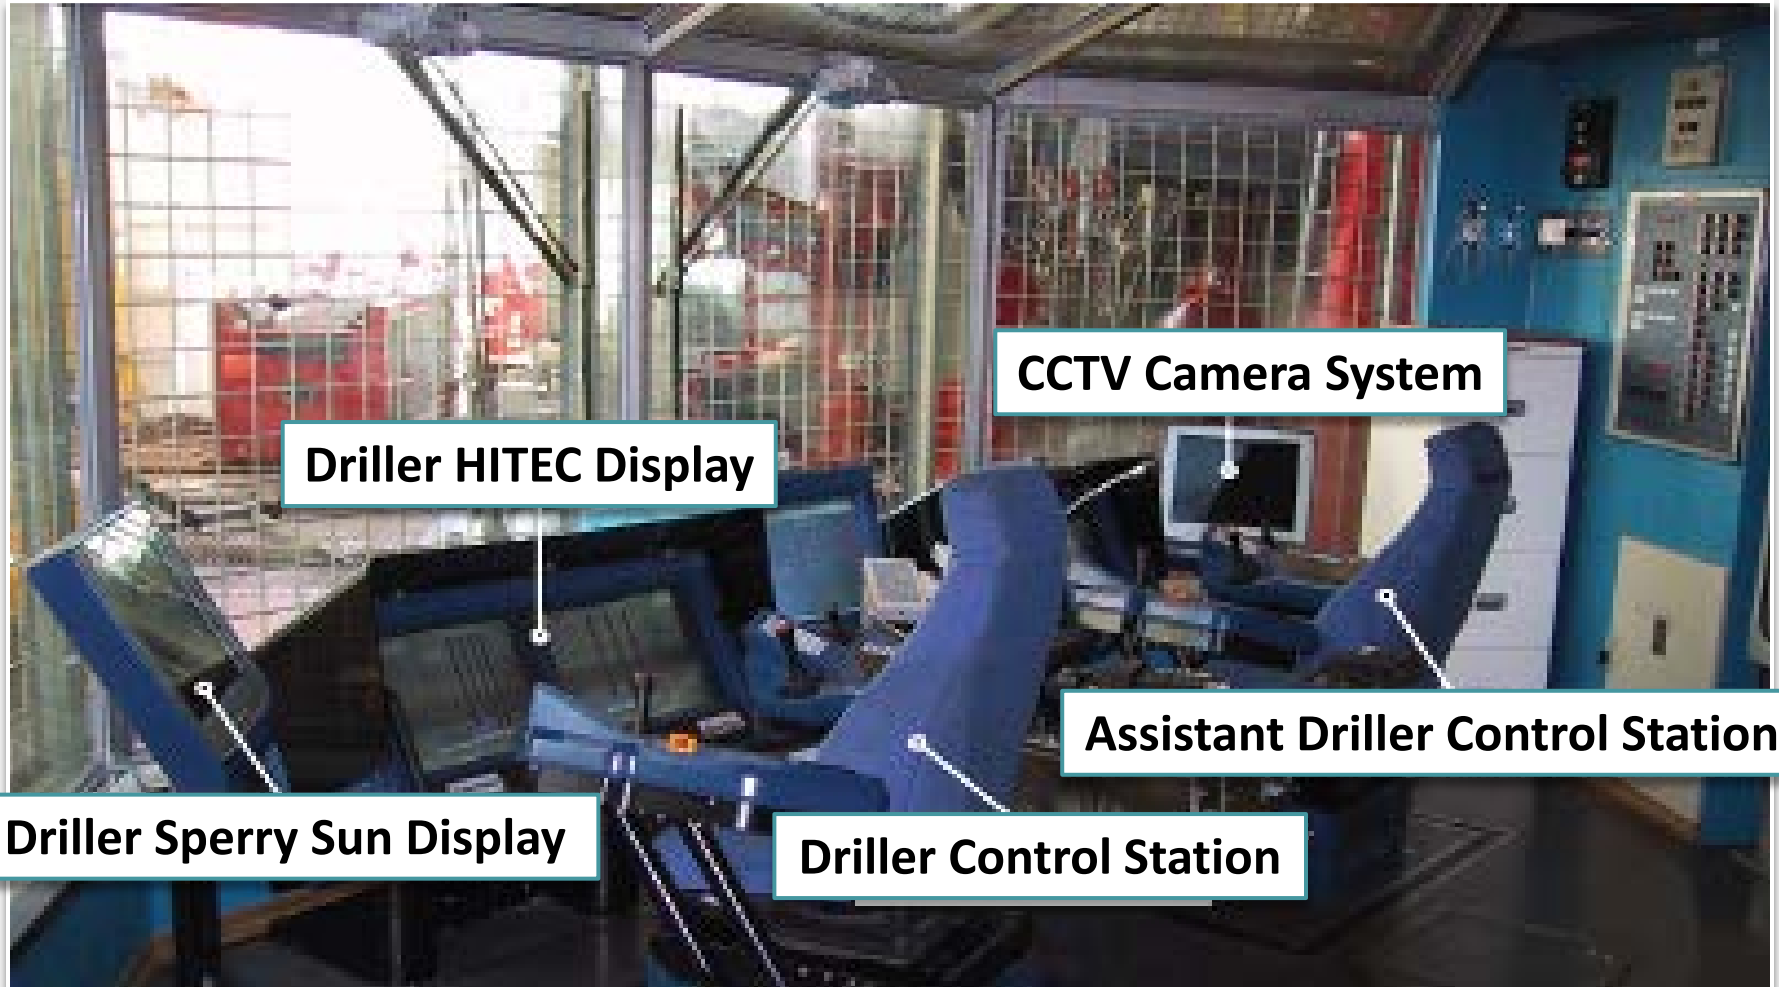 CCTV Camera System
Driller HITEC Display
Assistant Driller Control Station
Driller Sperry Sun Display
Driller Control Station